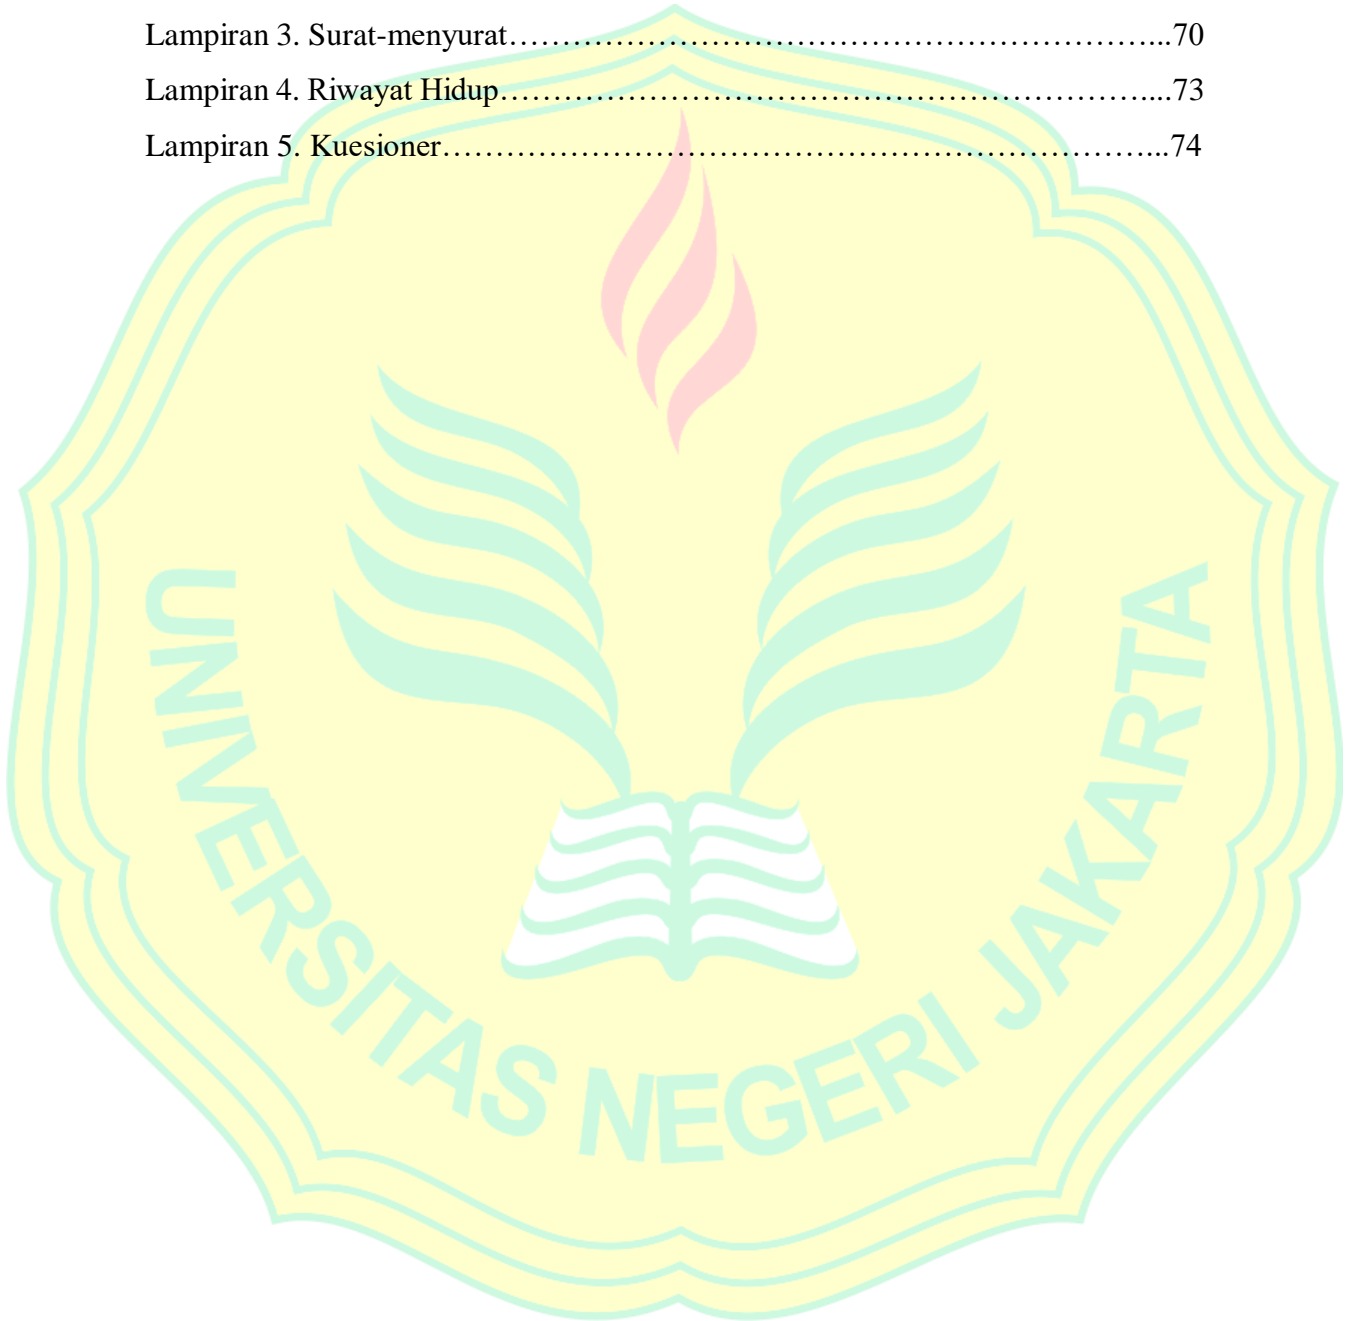 Lampiran 3. Surat-menyurat……………………………………………………………...70
Lampiran 4. Riwayat Hidup……………………………………………………………....73
Lampiran 5. Kuesioner……………………………………………………………………...74
UNIVERSITAS NEGERI JAKARTA